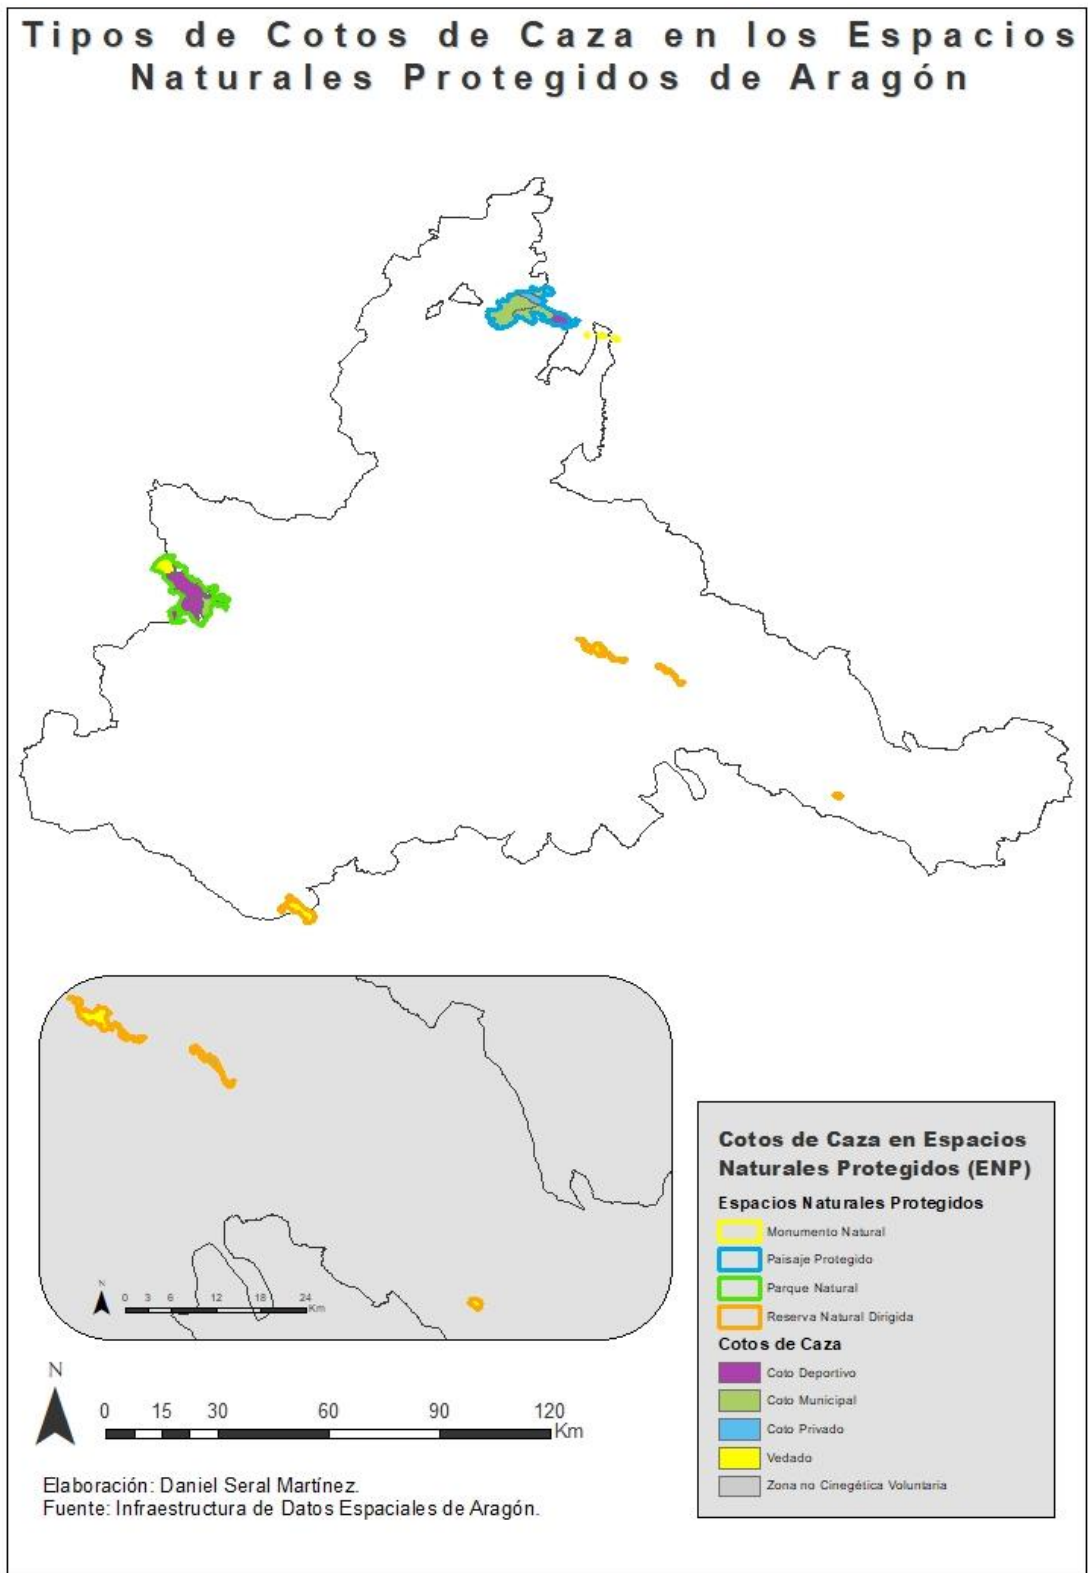 Tipos de Cotos de Caza en los Espacios
Naturales Protegidos de Aragón
N
0 3 6 12 18 24
Km
Cotos de Caza en Espacios
Naturales Protegidos (ENP)
Espacios Naturales Protegidos
Monumento Natural
Paisaje Protegido
Parque Natural
Reserva Natural Dirigida
Cotos de Caza
Coto Deportivo
Coto Municipal
Coto Privado
Vedado
Zona no Cinegética Voluntaria
N
0 15 30 60 90 120
Km
Elaboración: Daniel Seral Martínez.
Fuente: Infraestructura de Datos Espaciales de Aragón.